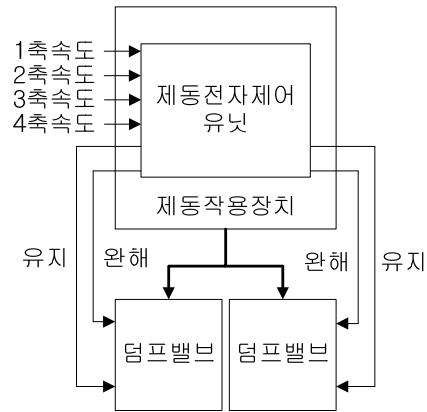 1축속도
2축속도
3축속도
4축속도
제동전자제어
유닛
제동작용장치
유지
완해
완해
유지
덤프밸브
덤프밸브